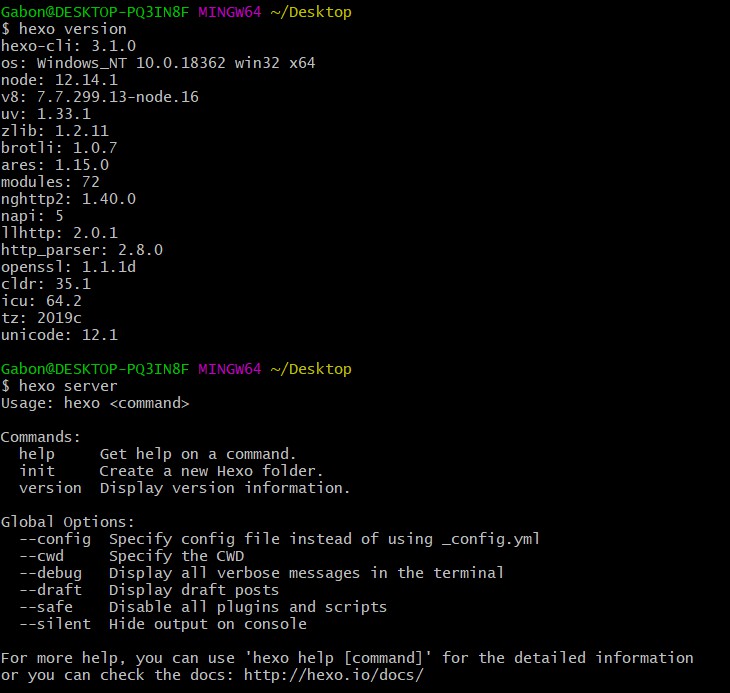 Gabon@DESKTOP-PQ3IN8F MINGW64 ~/Desktop
$ hexo version
hexo-cli: 3.1.0
os: Windows_NT 10.0.18362 win32 x64
node: 12.14.1
v8: 7.7.299.13-node.16
uv: 1.33.1
zlib: 1.2.11
brotli: 1.0.7
ares: 1.15.0
modules: 72
nghttp2: 1.40.0
napi: 5
llhttp: 2.0.1
http_parser: 2.8.0
openssl: 1.1.1d
cldr: 35.1
icu: 64.2
tz: 2019c
unicode: 12.1
Gabon@DESKTOP-PQ3IN8F MINGW64 ~/Desktop
$ hexo server
Usage: hexo <command>
Commands:
  help     Get help on a command.
  init     Create a new Hexo folder.
  version  Display version information.
Global Options:
  --config  Specify config file instead of using _config.yml
  --cwd     Specify the CWD
  --debug   Display all verbose messages in the terminal
  --draft   Display draft posts
  --safe    Disable all plugins and scripts
  --silent  Hide output on console
For more help, you can use 'hexo help [command]' for the detailed information
or you can check the docs: http://hexo.io/docs/